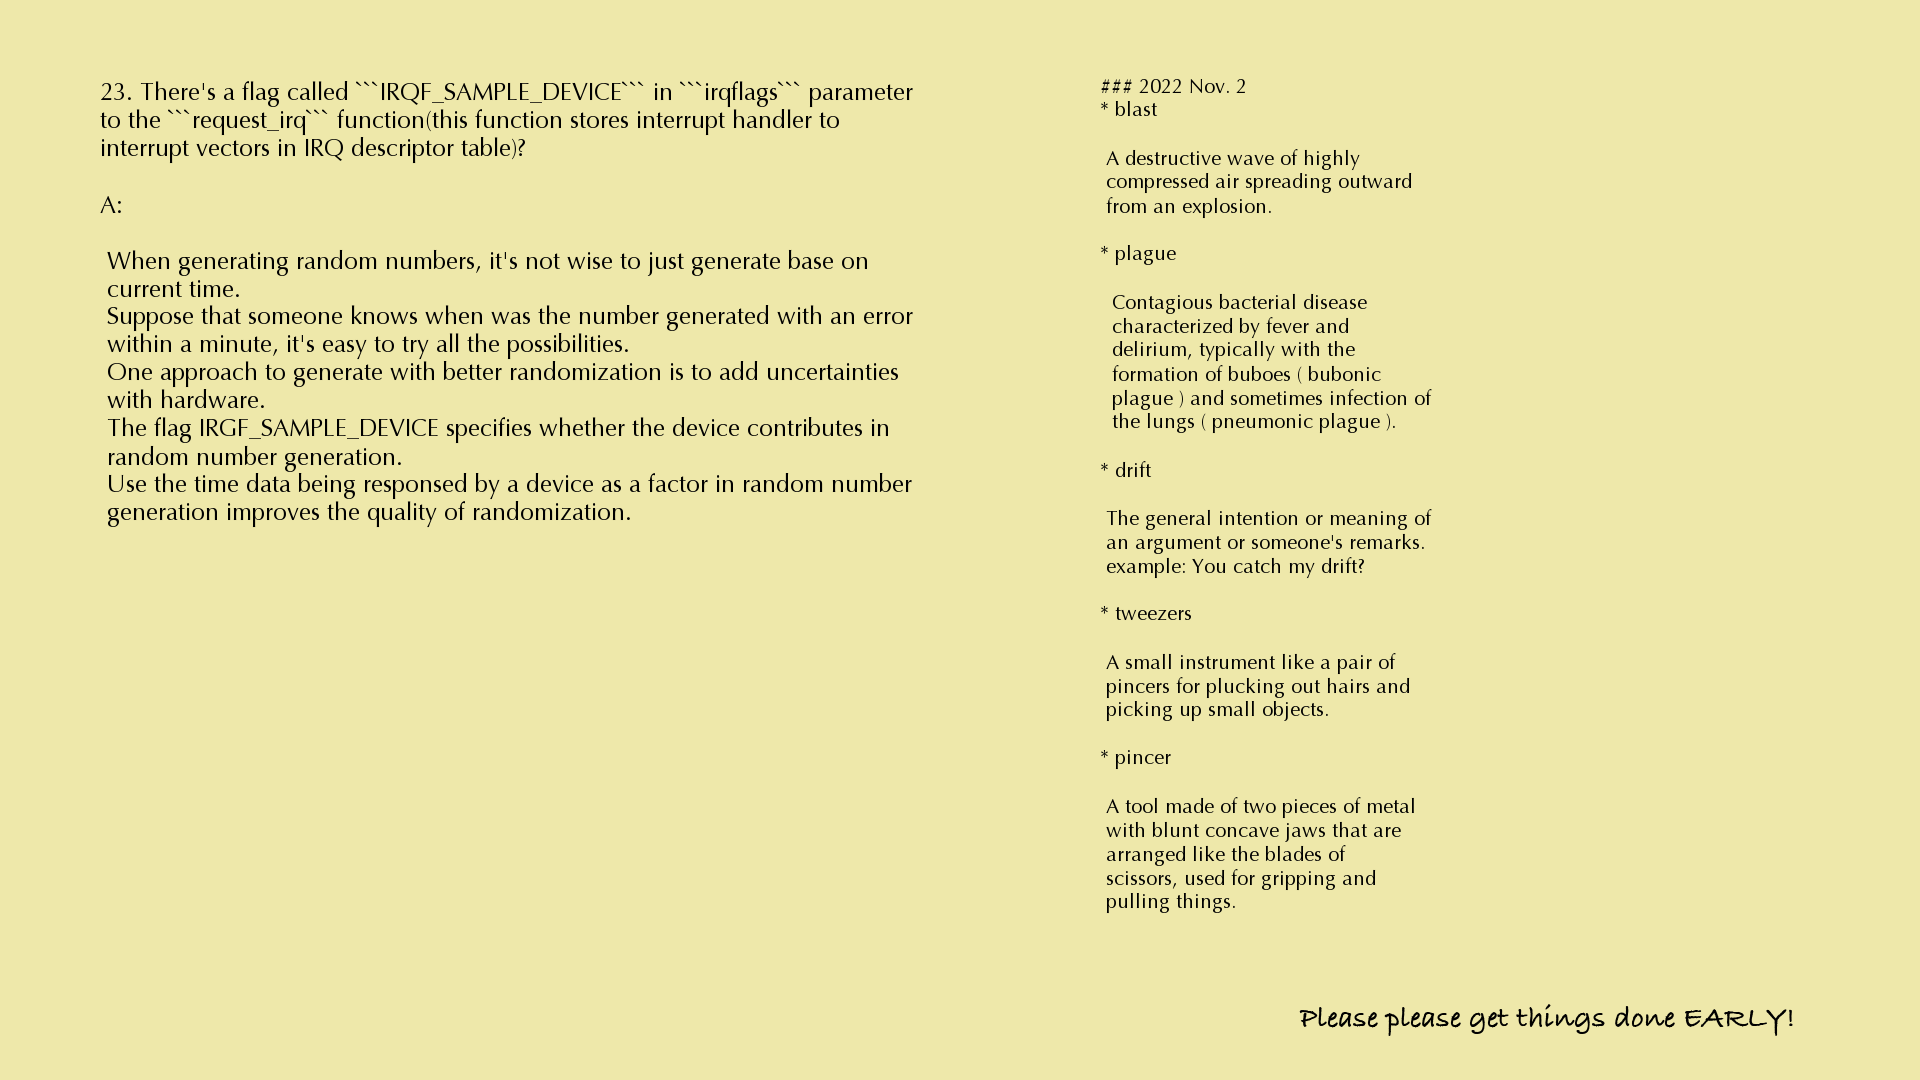 23. There's a flag called ```IRQF_SAMPLE_DEVICE``` in ```irqflags``` parameter
to the ```request_irq``` function(this function stores interrupt handler to
interrupt vectors in IRQ descriptor table)?
A:
When generating random numbers, it's not wise to just generate base on
current time.
Suppose that someone knows when was the number generated with an error
within a minute, it's easy to try all the possibilities.
One approach to generate with better randomization is to add uncertainties
with hardware.
The flag IRGF_SAMPLE_DEVICE specifies whether the device contributes in
random number generation.
Use the time data being responsed by a device as a factor in random number
generation improves the quality of randomization.
### 2022 Nov. 2
* blast
A destructive wave of highly
compressed air spreading outward
from an explosion.
* plague
Contagious bacterial disease
characterized by fever and
delirium, typically with the
formation of buboes ( bubonic
plague ) and sometimes infection of
the lungs ( pneumonic plague ).
* drift
The general intention or meaning of
an argument or someone's remarks.
example: You catch my drift?
* tweezers
A small instrument like a pair of
pincers for plucking out hairs and
picking up small objects.
* pincer
A tool made of two pieces of metal
with blunt concave jaws that are
arranged like the blades of
scissors, used for gripping and
pulling things.
Please please get things done EARLY!